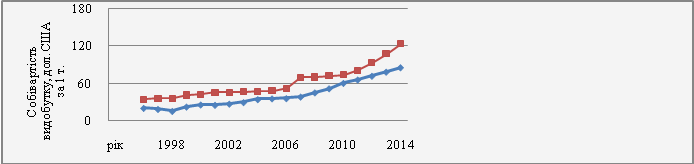 Собівартість
видобутку, дол. США
за 1 т.
180
120
60
0
рік 1998 2002 2006 2010 2014